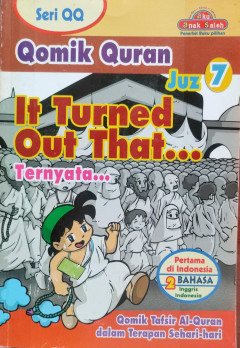 Seri QQ
Aku
Anak Saleh
Penerbit Buku pilihan
Qomik Quran
Juz 7
It Turned
Out That...
Ternyata...
Pertama
di Indonesia
2 BAHASA
Inggris
Indonesia
Qomik Tafsir Al-Quran
dalam Terapan Sehari-hari